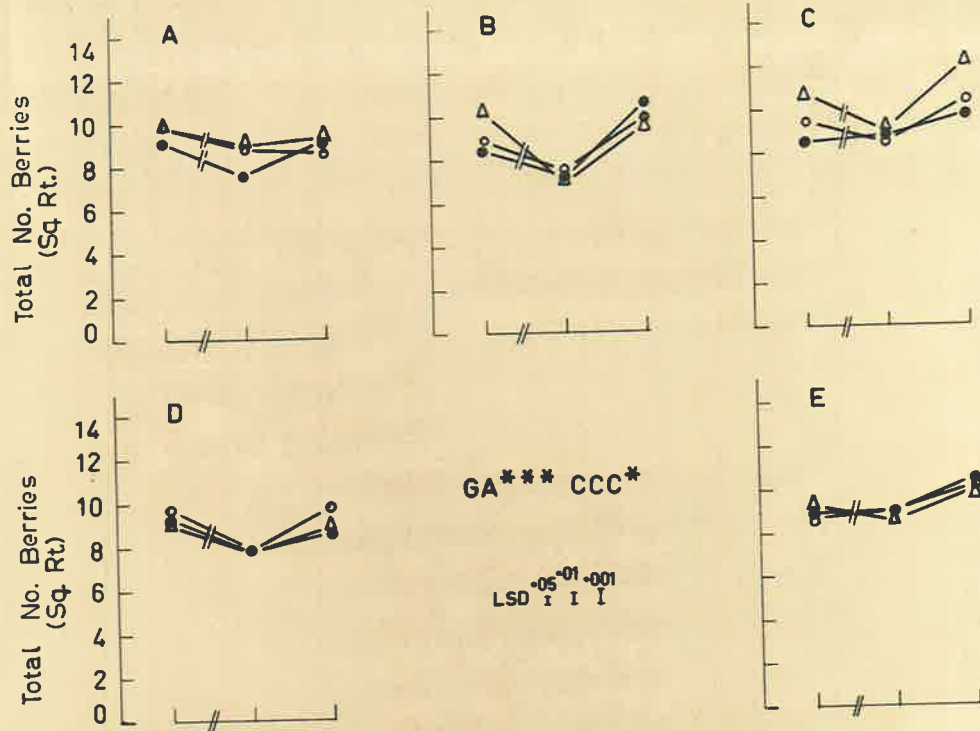 A
B
C
14
12
10
8
6
4
2
0
Total No. Berries
(Sq. Rt.)
D
E
14
12
10
8
6
4
2
0
Total No. Berries
(Sq. Rt.)
GA*** CCC*
LSD .05 .01 .001